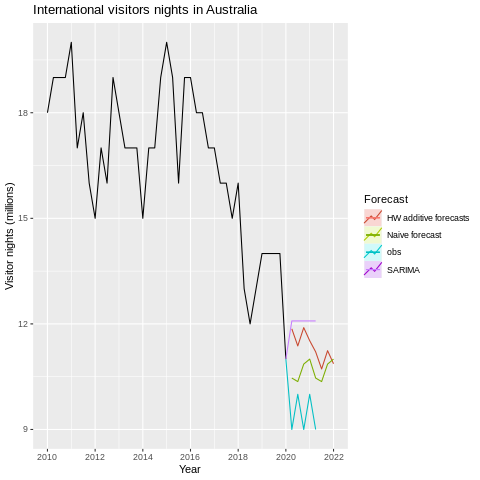 International visitors nights in Australia
Visitor nights (millions)
18
15
12
9
2010
2012
2014
2016
2018
2020
2022
Year
Forecast
HW additive forecasts
Naive forecast
obs
SARIMA